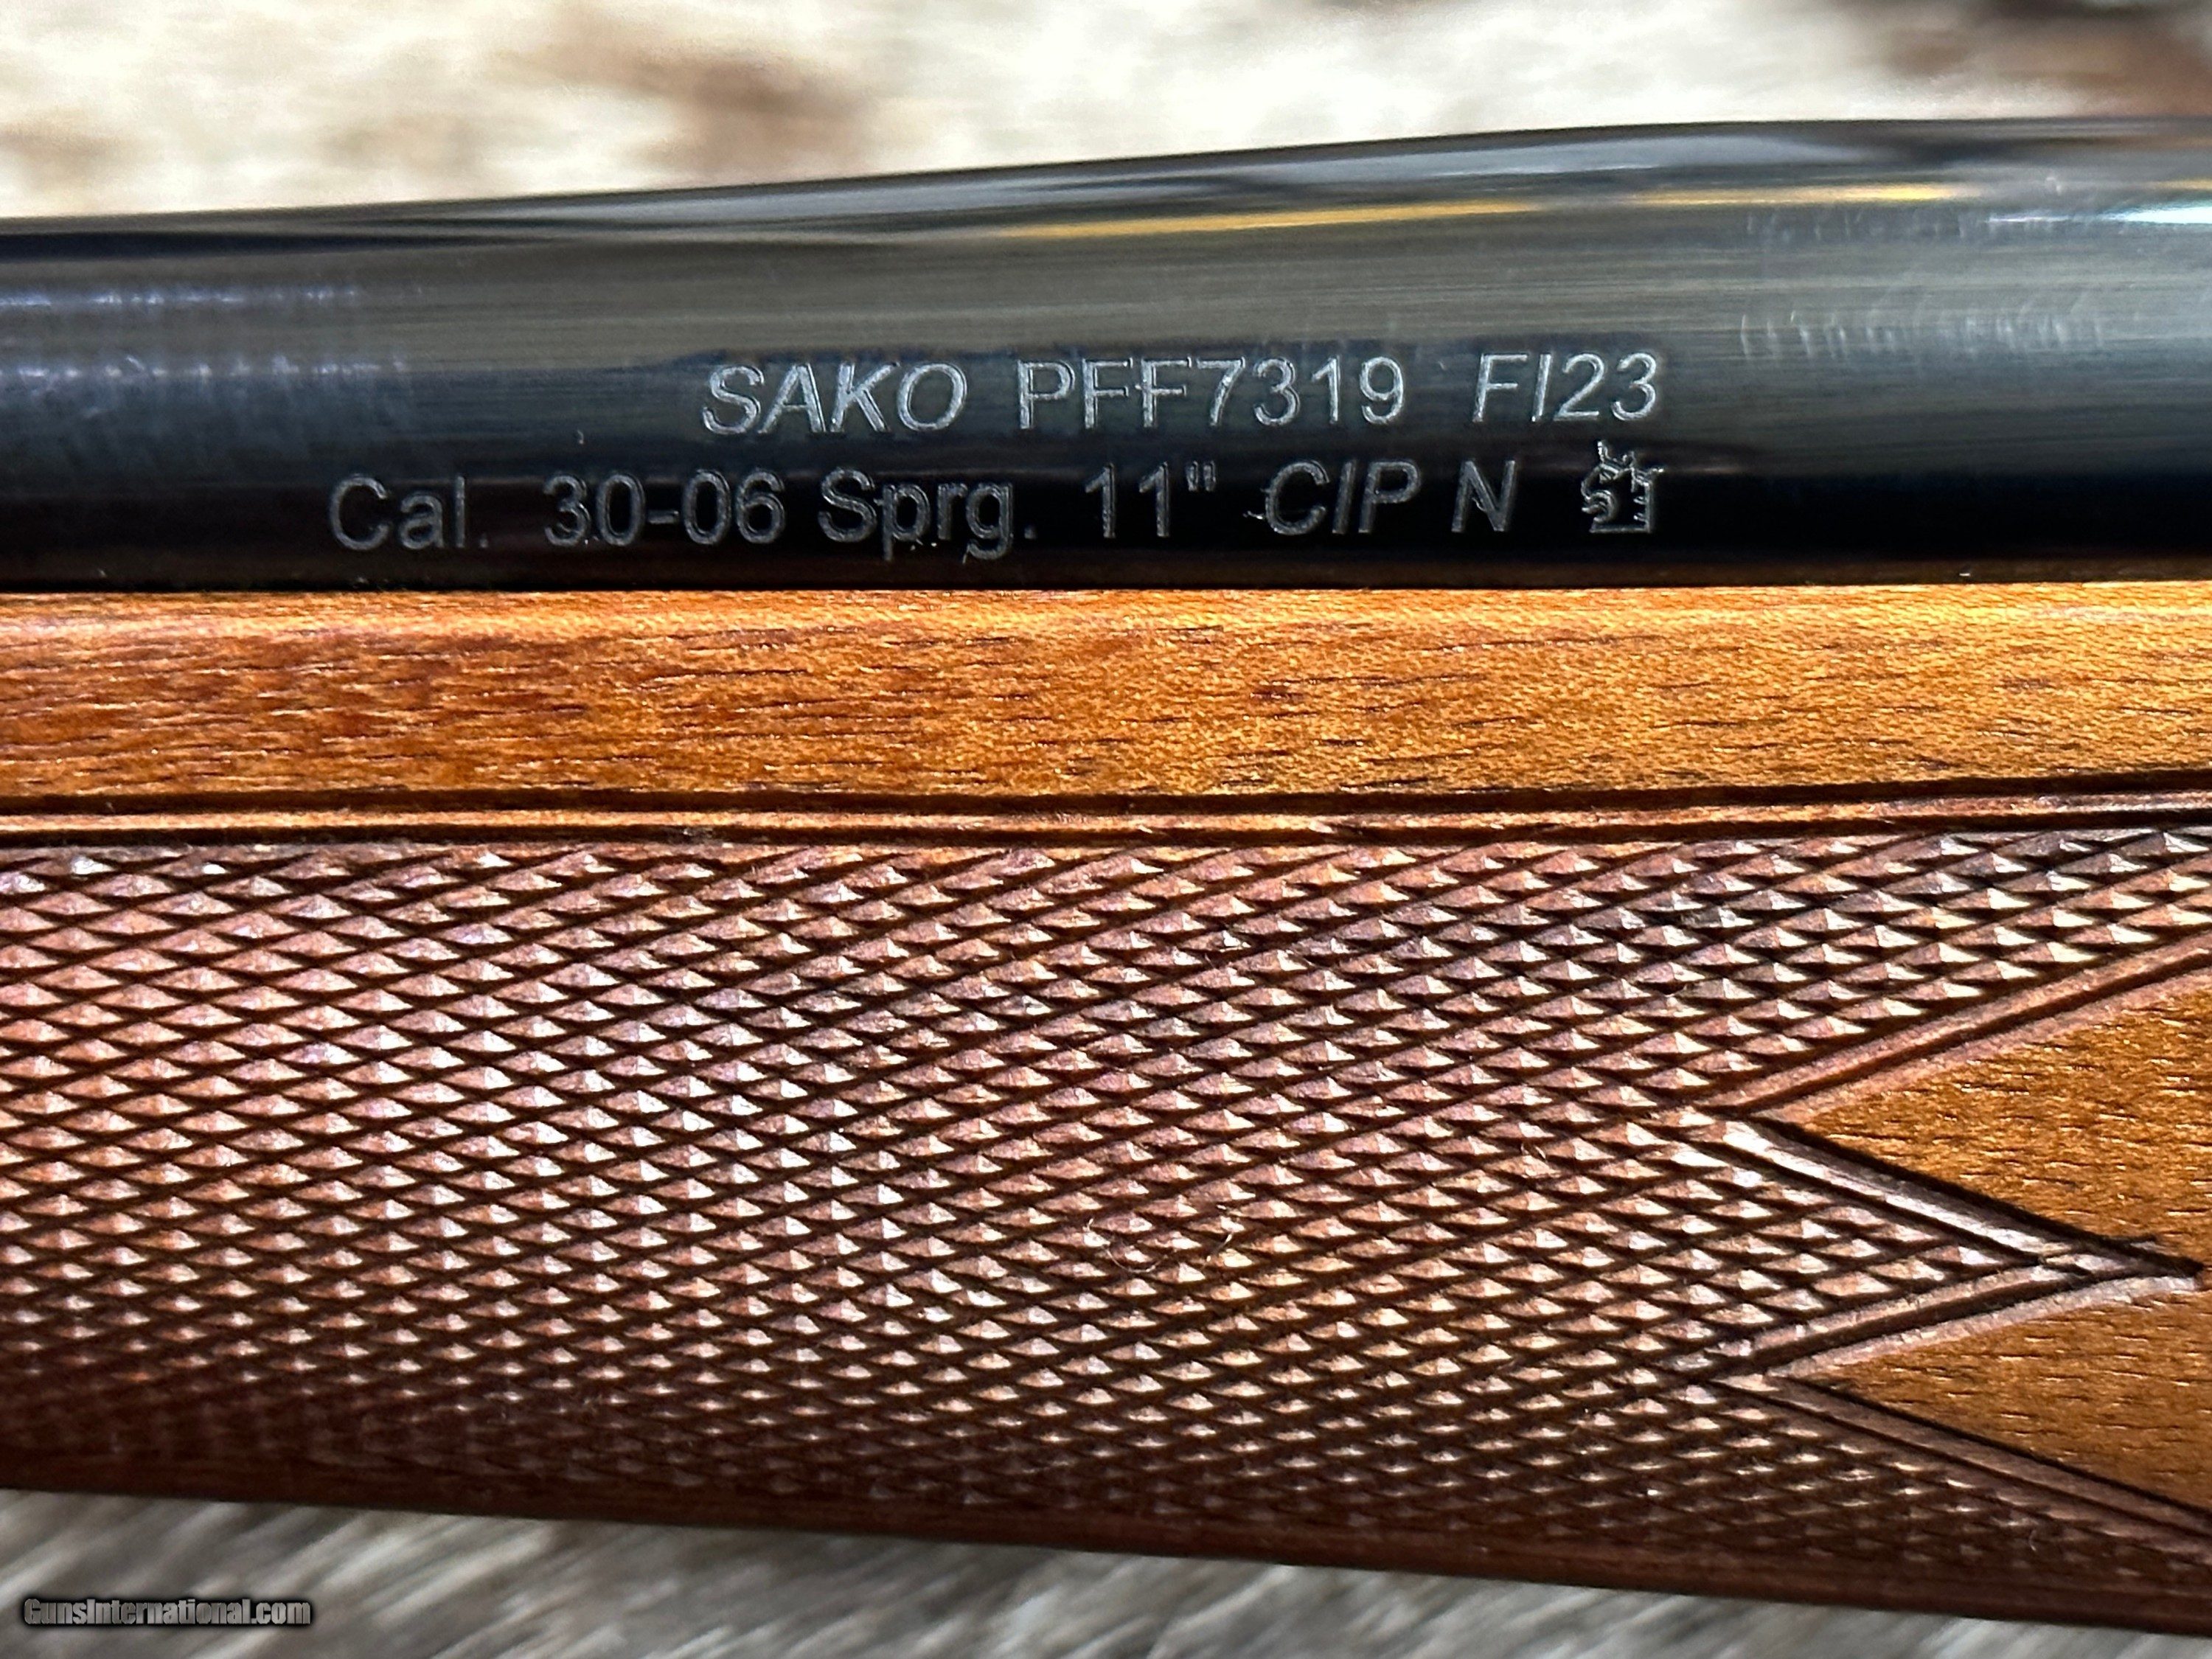 SAKO PFF7319 FI23
Cal. 30-06 Sprg. 11" CIP N
GunsInternational.com